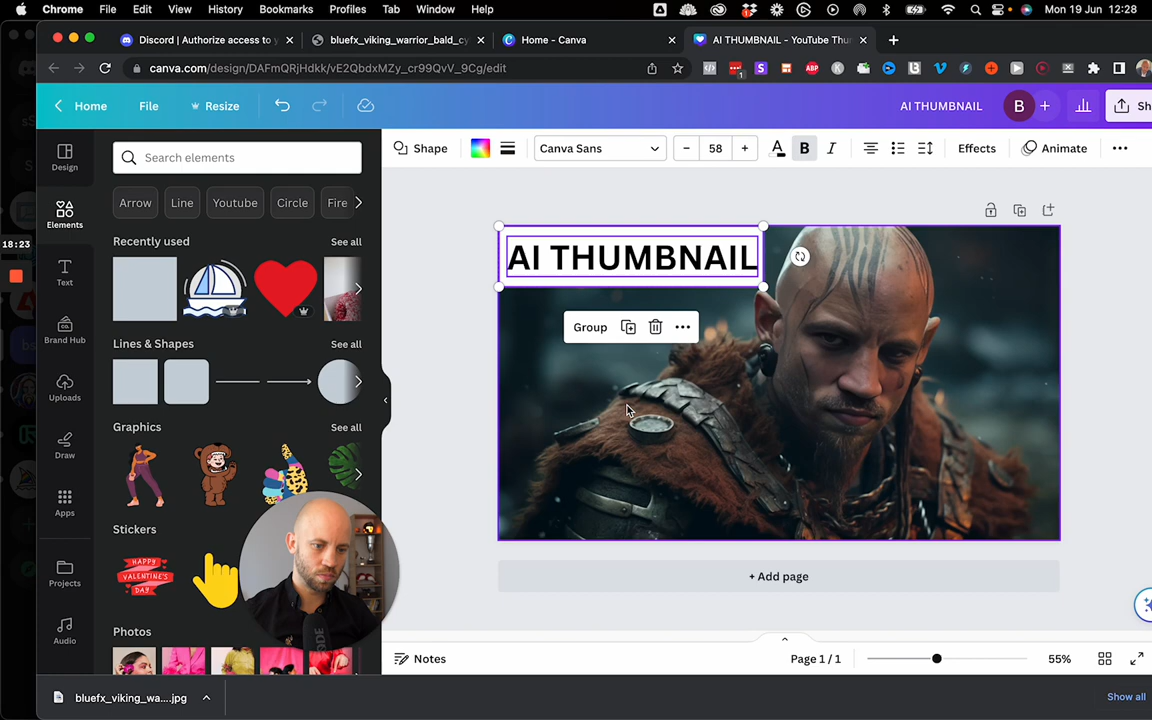 Chrome File Edit View History Bookmarks Profiles Tab Window Help Mon 19 Jun 12:28
Discord | Authorize access to y
bluefx_viking_warrior_bald_cy
Home - Canva
AI THUMBNAIL - YouTube Thu
canva.com/design/DAFmQRjHdkk/vE2QbdxMZy_cr99QvV_9Cg/edit
Home File Resize AI THUMBNAIL B Sh
Design
Search elements
Shape Canva Sans 58 A B I Effects Animate
Elements
Arrow Line Youtube Circle Fire
18:23
Recently used See all
AI THUMBNAIL
Text
Group
Brand Hub
Lines & Shapes See all
Uploads
Graphics See all
Draw
Apps
Stickers
HAPPY
VALENTINE'S
DAY
Projects
+ Add page
Audio
Photos
Notes Page 1 / 1 55%
bluefx_viking_wa....jpg Show all